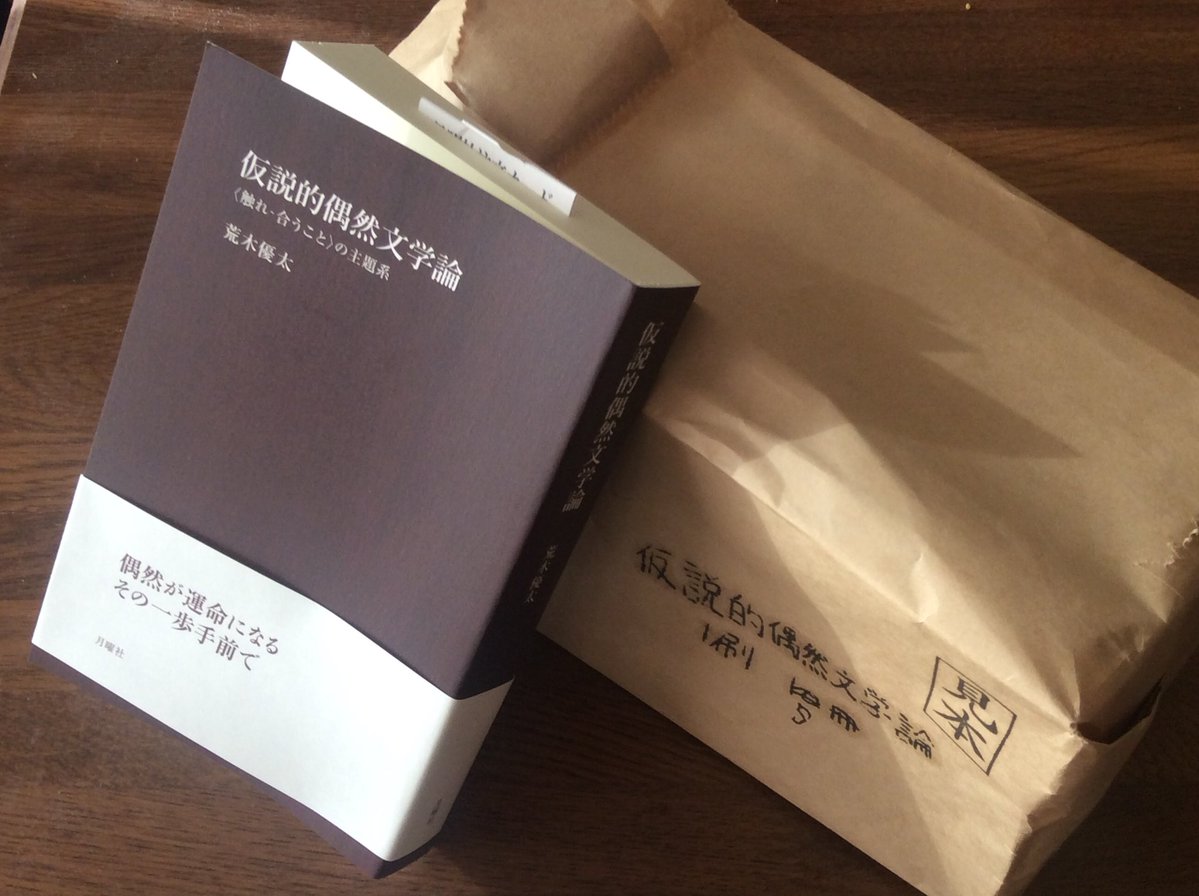 仮説的偶然文学論
〈触れ-合うこと〉の主題系
荒木優太
偶然が運命になる
その一歩手前で
月曜社
仮説的偶然文学論
荒木優太
仮説的偶然文学論
1刷
冊
見本